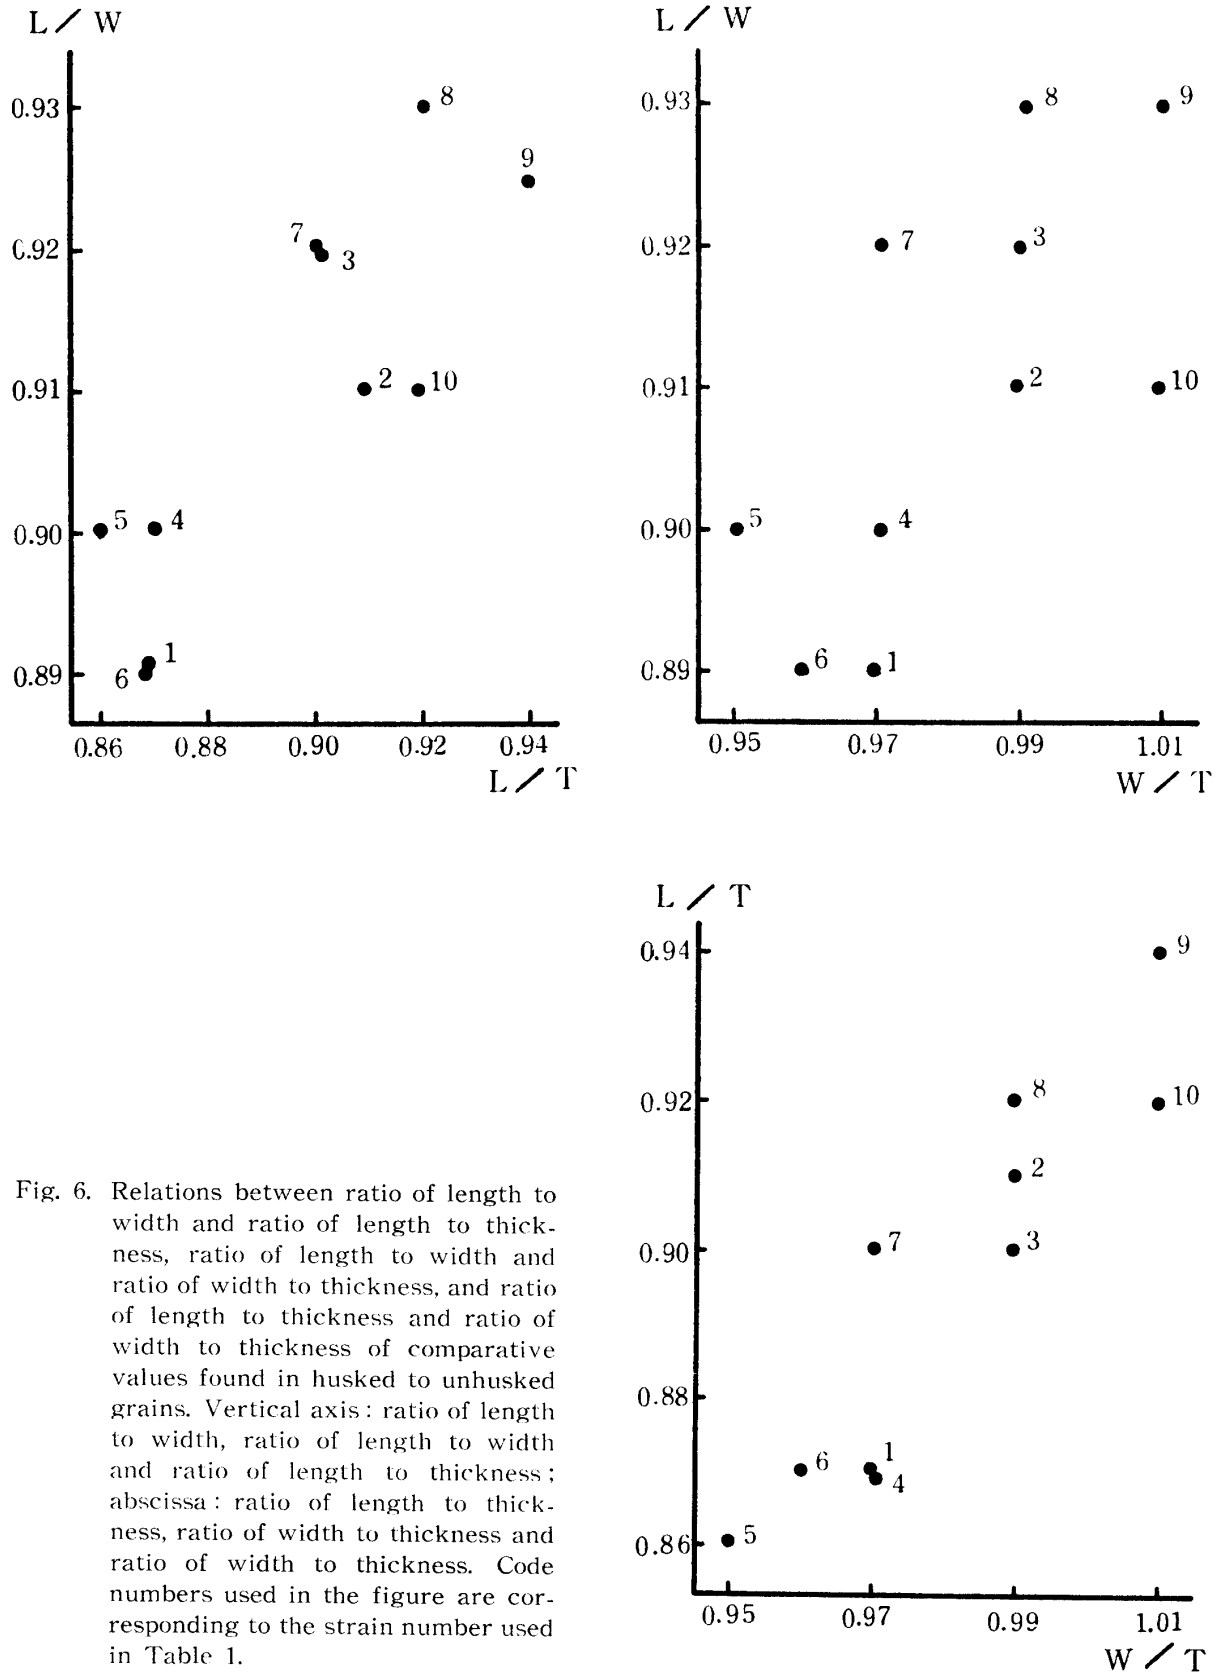 L / W
0.93
0.92
0.91
0.90
0.89
8
9
7
3
2
10
5
4
1
6
0.86 0.88 0.90 0.92 0.94
L / T
L / W
0.93
0.92
0.91
0.90
0.89
8
9
7
3
2
10
5
4
6
1
0.95 0.97 0.99 1.01
W / T
L / T
0.94
0.92
0.90
0.88
0.86
9
8
10
2
7
3
6
1
4
5
0.95 0.97 0.99 1.01
W / T
Fig. 6. Relations between ratio of length to
width and ratio of length to thick-
ness, ratio of length to width and
ratio of width to thickness, and ratio
of length to thickness and ratio of
width to thickness of comparative
values found in husked to unhusked
grains. Vertical axis : ratio of length
to width, ratio of length to width
and ratio of length to thickness ;
abscissa : ratio of length to thick-
ness, ratio of width to thickness and
ratio of width to thickness. Code
numbers used in the figure are cor-
responding to the strain number used
in Table 1.